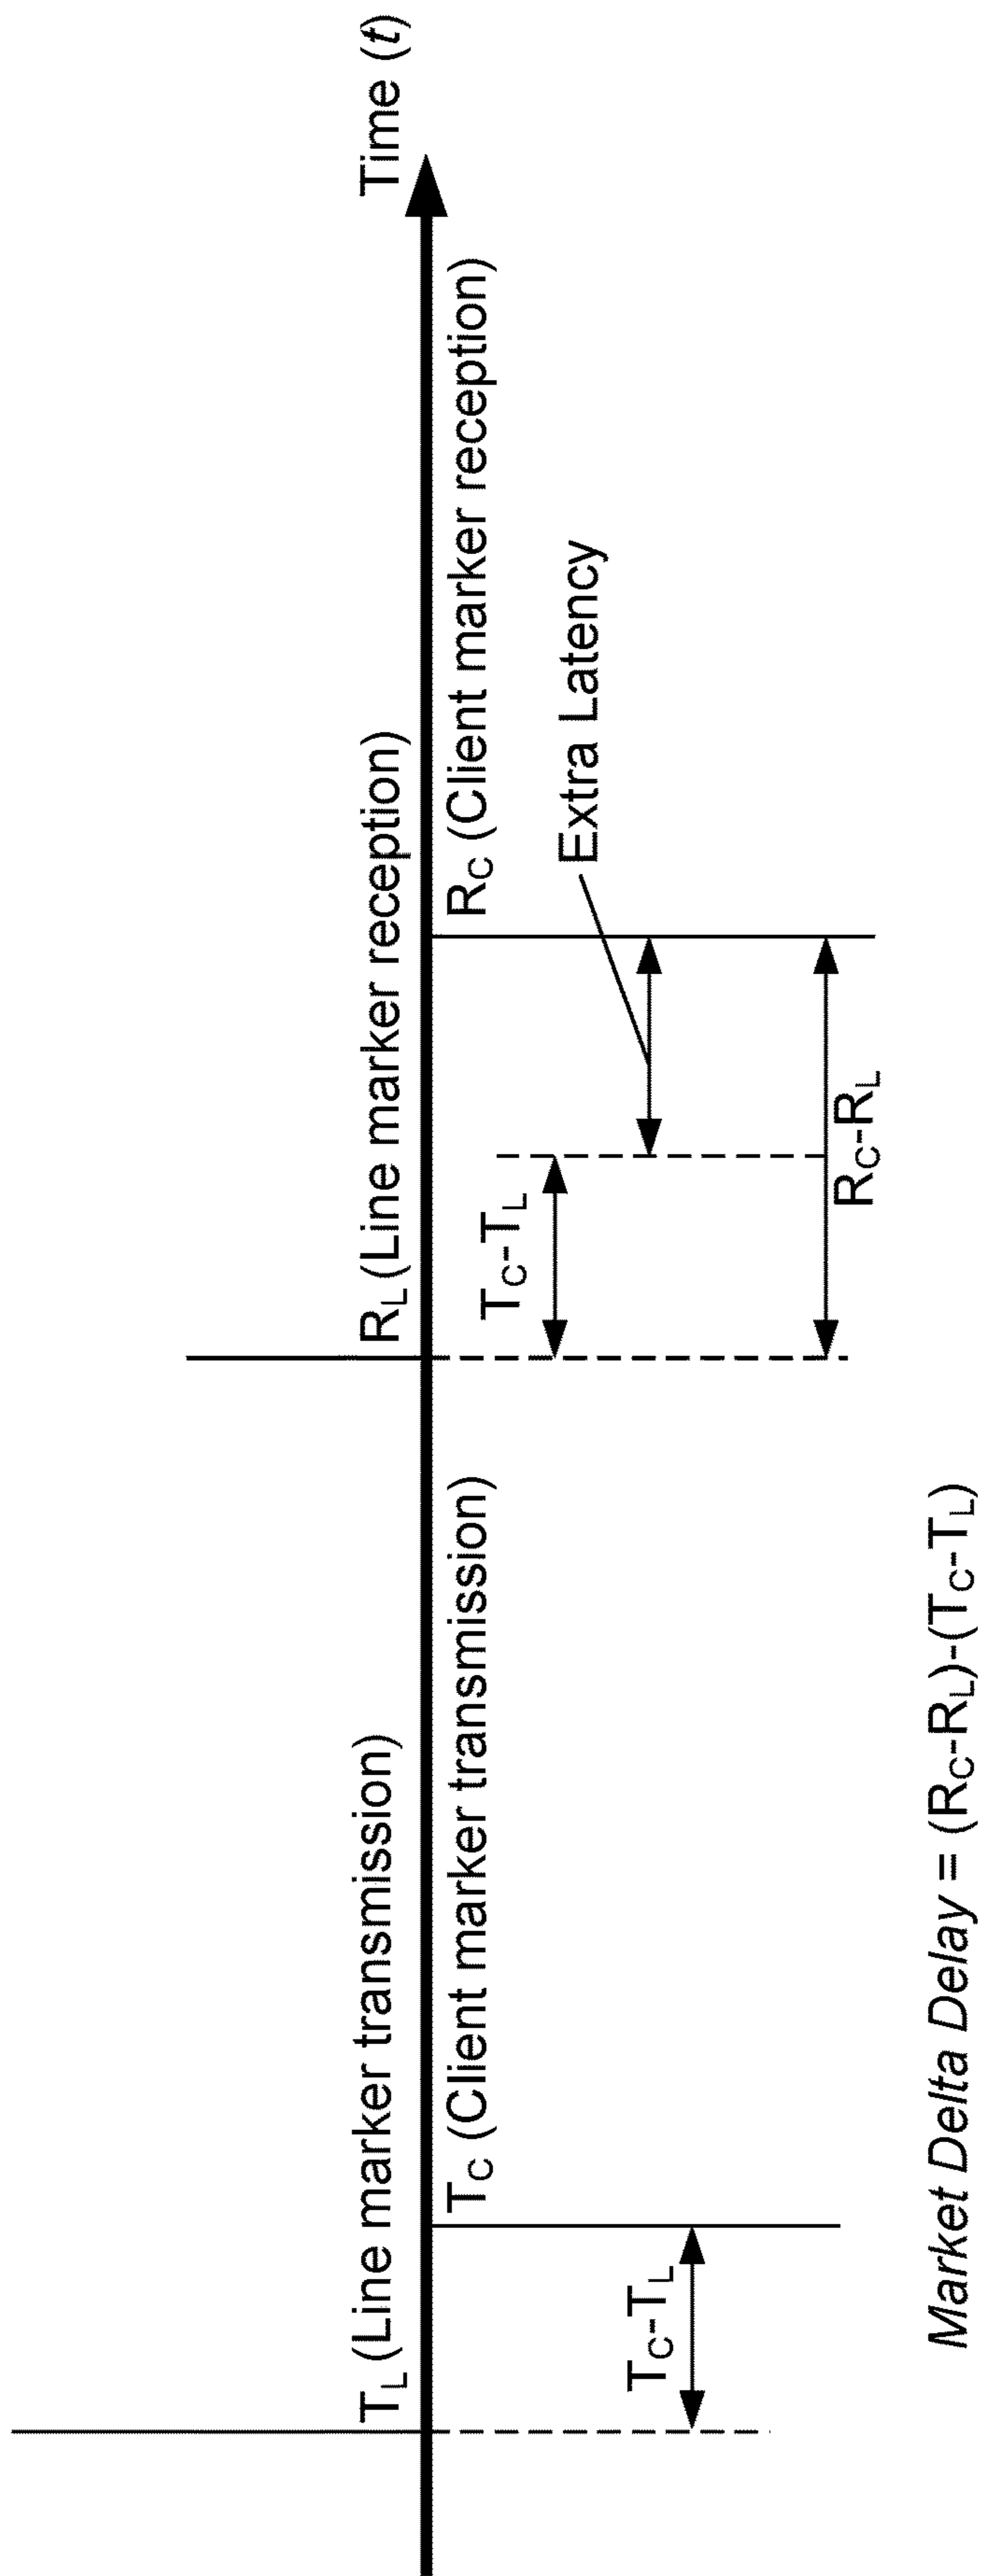 Time (t)
T_L (Line marker transmission)
R_L (Line marker reception)
T_C (Client marker transmission)
R_C (Client marker reception)
T_C-T_L
T_C-T_L
Extra Latency
R_C-R_L
Market Delta Delay = (R_C-R_L)-(T_C-T_L)